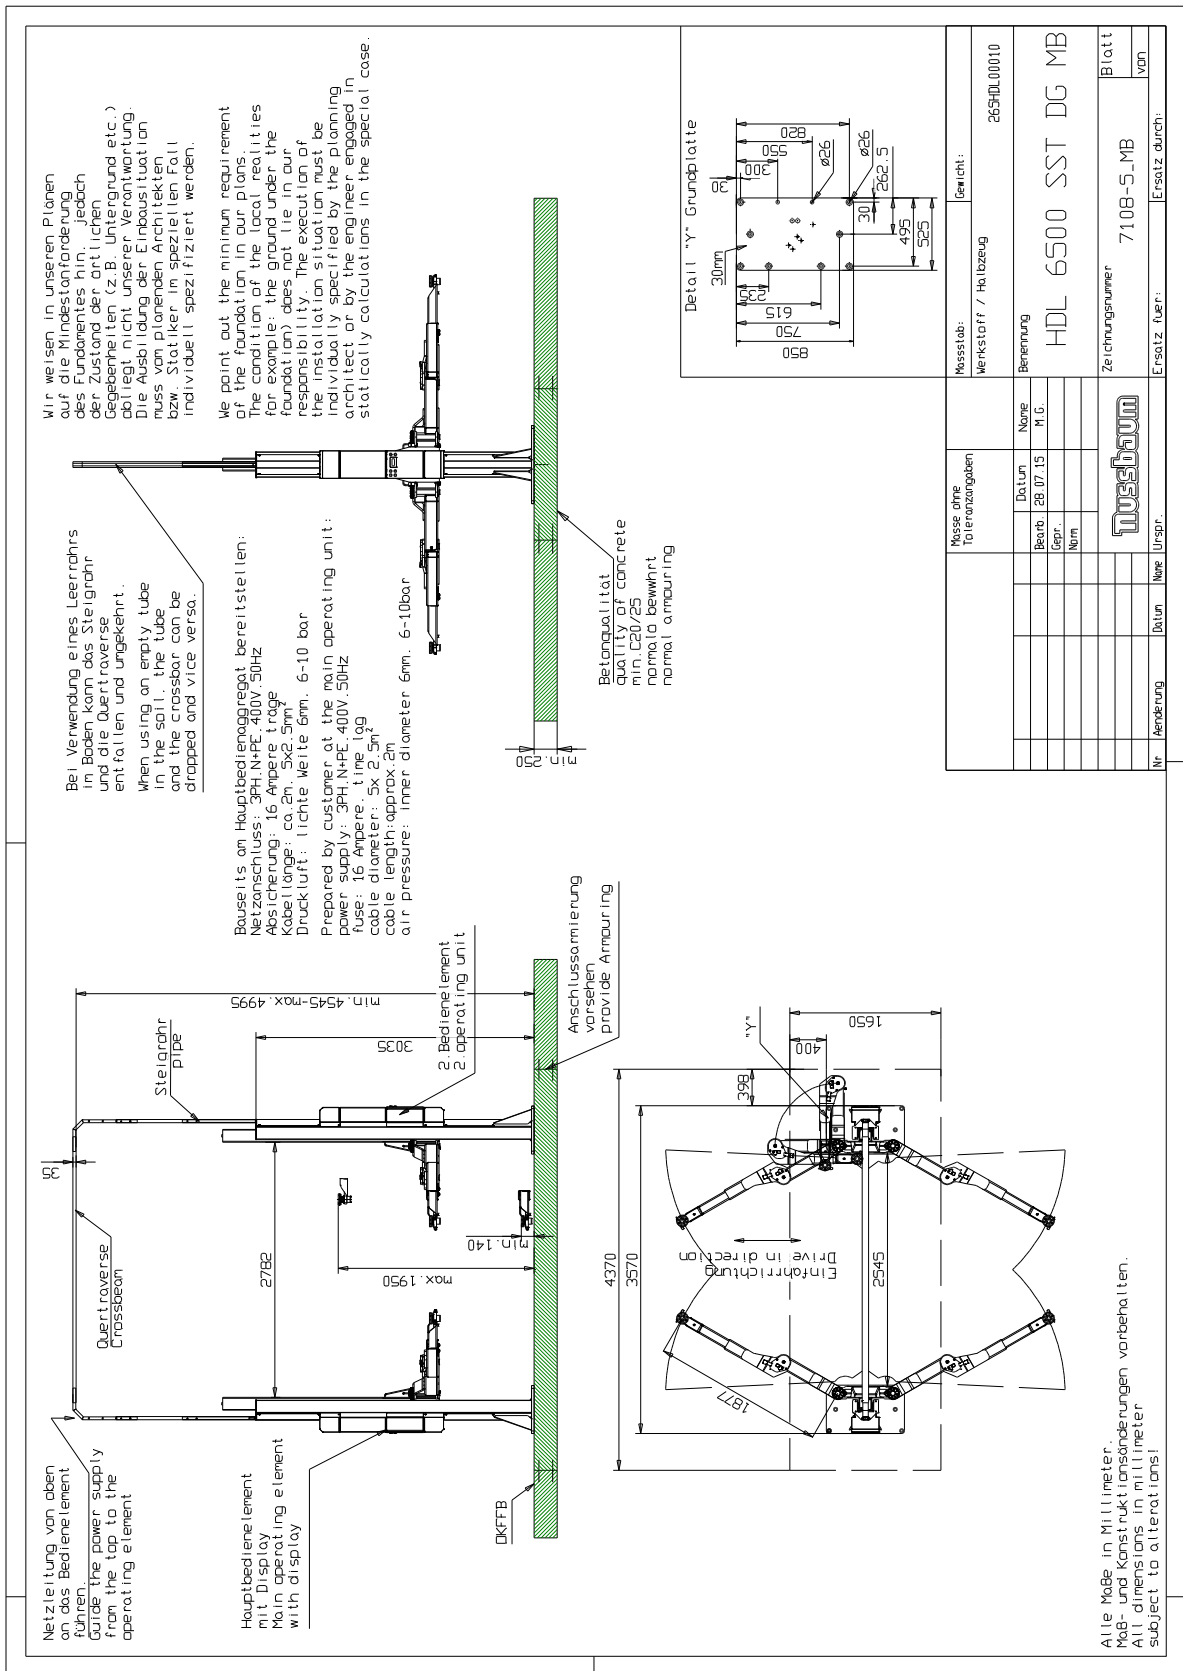 Netzleitung von oben
an das Bedienelement
führen.
Guide the power supply
from the top to the
operating element
Quertraverse
Crossbeam
35
Steigrohr
pipe
Hauptbedienelement
mit Display
Main operating element
with display
2782
max.1950
min.140
3035
min.4545-max.4995
2.Bedienelement
2.operating unit
OKFFB
Anschlussarmierung
vorsehen
provide Armouring
Bei Verwendung eines Leerrohrs
im Boden kann das Steigrohr
und die Quertraverse
entfallen und umgekehrt.
When using an empty tube
in the soil, the tube
and the crossbar can be
dropped and vice versa.
Bauseits am Hauptbedienaggregat bereitstellen:
Netzanschluss: 3PH,N+PE,400V,50Hz
Absicherung: 16 Ampere träge
Kabellänge: ca.2m, 5x2.5mm²
Druckluft: lichte Weite 6mm, 6-10 bar
Prepared by customer at the main operating unit:
power supply: 3PH,N+PE,400V,50Hz
fuse: 16 Ampere, time lag
cable diameter: 5x 2.5m²
cable length:approx.2m
air pressure: inner diameter 6mm, 6-10bar
min.250
Betonqualität
quality of concrete
min.C20/25
normalö bewwhrt
normal armouring
Wir weisen in unseren Plänen
auf die Mindestanforderung
des Fundamentes hin, jedoch
der Zustand der örtlichen
Gegebenheiten (z.B. Untergrund etc.)
obliegt nicht unserer Verantwortung.
Die Ausbildung der Einbausituation
muss vom planenden Architekten
bzw. Statiker im speziellen Fall
individuell spezifiziert werden.
We point out the minimum requirement
of the foundation in our plans.
The condition of the local realities
for example: the ground under the
foundation) does not lie in our
responsibility. The execution of
the installation situation must be
individually specified by the planning
architect or by the engineer engaged in
statically calculations in the special case.
4370
3570
398
"Y"
400
1650
Einfahrrichtung
Drive in direction
2545
1877
Detail "Y" Grundplatte
30mm
30
300
550
820
ø26
ø26
262.5
30
495
525
235
615
750
850
Alle Maße in Millimeter.
Maß- und Konstruktionsänderungen vorbehalten.
All dimensions in millimeter
subject to alterations!
Masse ohne
Toleranzangaben
Massstab:
Gewicht:
Werkstoff / Halbzeug
265HDL00010
Datum
Name
Bearb.
28.07.15
M.G.
Gepr.
Norm
Benennung
HDL 6500 SST DG MB
nussbaum
Zeichnungsnummer
7108-5_MB
Blatt
von
Nr
Aenderung
Datum
Name
Urspr.
Ersatz fuer:
Ersatz durch: